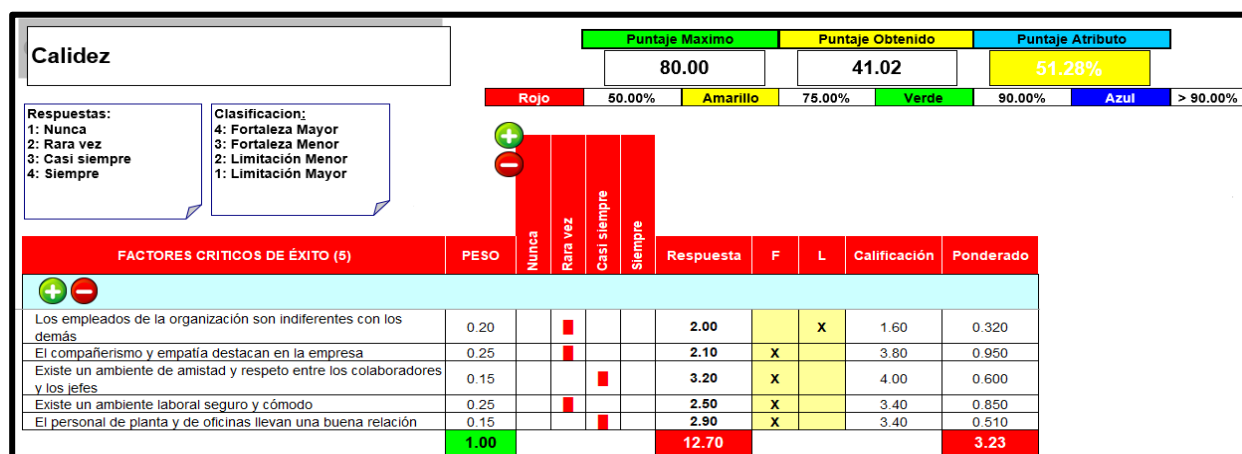 Calidez
Puntaje Maximo Puntaje Obtenido Puntaje Atributo
80.00 41.02 51.28%
Rojo 50.00% Amarillo 75.00% Verde 90.00% Azul > 90.00%
Respuestas:
1: Nunca
2: Rara vez
3: Casi siempre
4: Siempre
Clasificacion:
4: Fortaleza Mayor
3: Fortaleza Menor
2: Limitación Menor
1: Limitación Mayor
FACTORES CRITICOS DE ÉXITO (5) PESO Nunca Rara vez Casi siempre Siempre Respuesta F L Calificación Ponderado
Los empleados de la organización son indiferentes con los
demás 0.20 2.00 X 1.60 0.320
El compañerismo y empatía destacan en la empresa 0.25 2.10 X 3.80 0.950
Existe un ambiente de amistad y respeto entre los colaboradores
y los jefes 0.15 3.20 X 4.00 0.600
Existe un ambiente laboral seguro y cómodo 0.25 2.50 X 3.40 0.850
El personal de planta y de oficinas llevan una buena relación 0.15 2.90 X 3.40 0.510
1.00 12.70 3.23